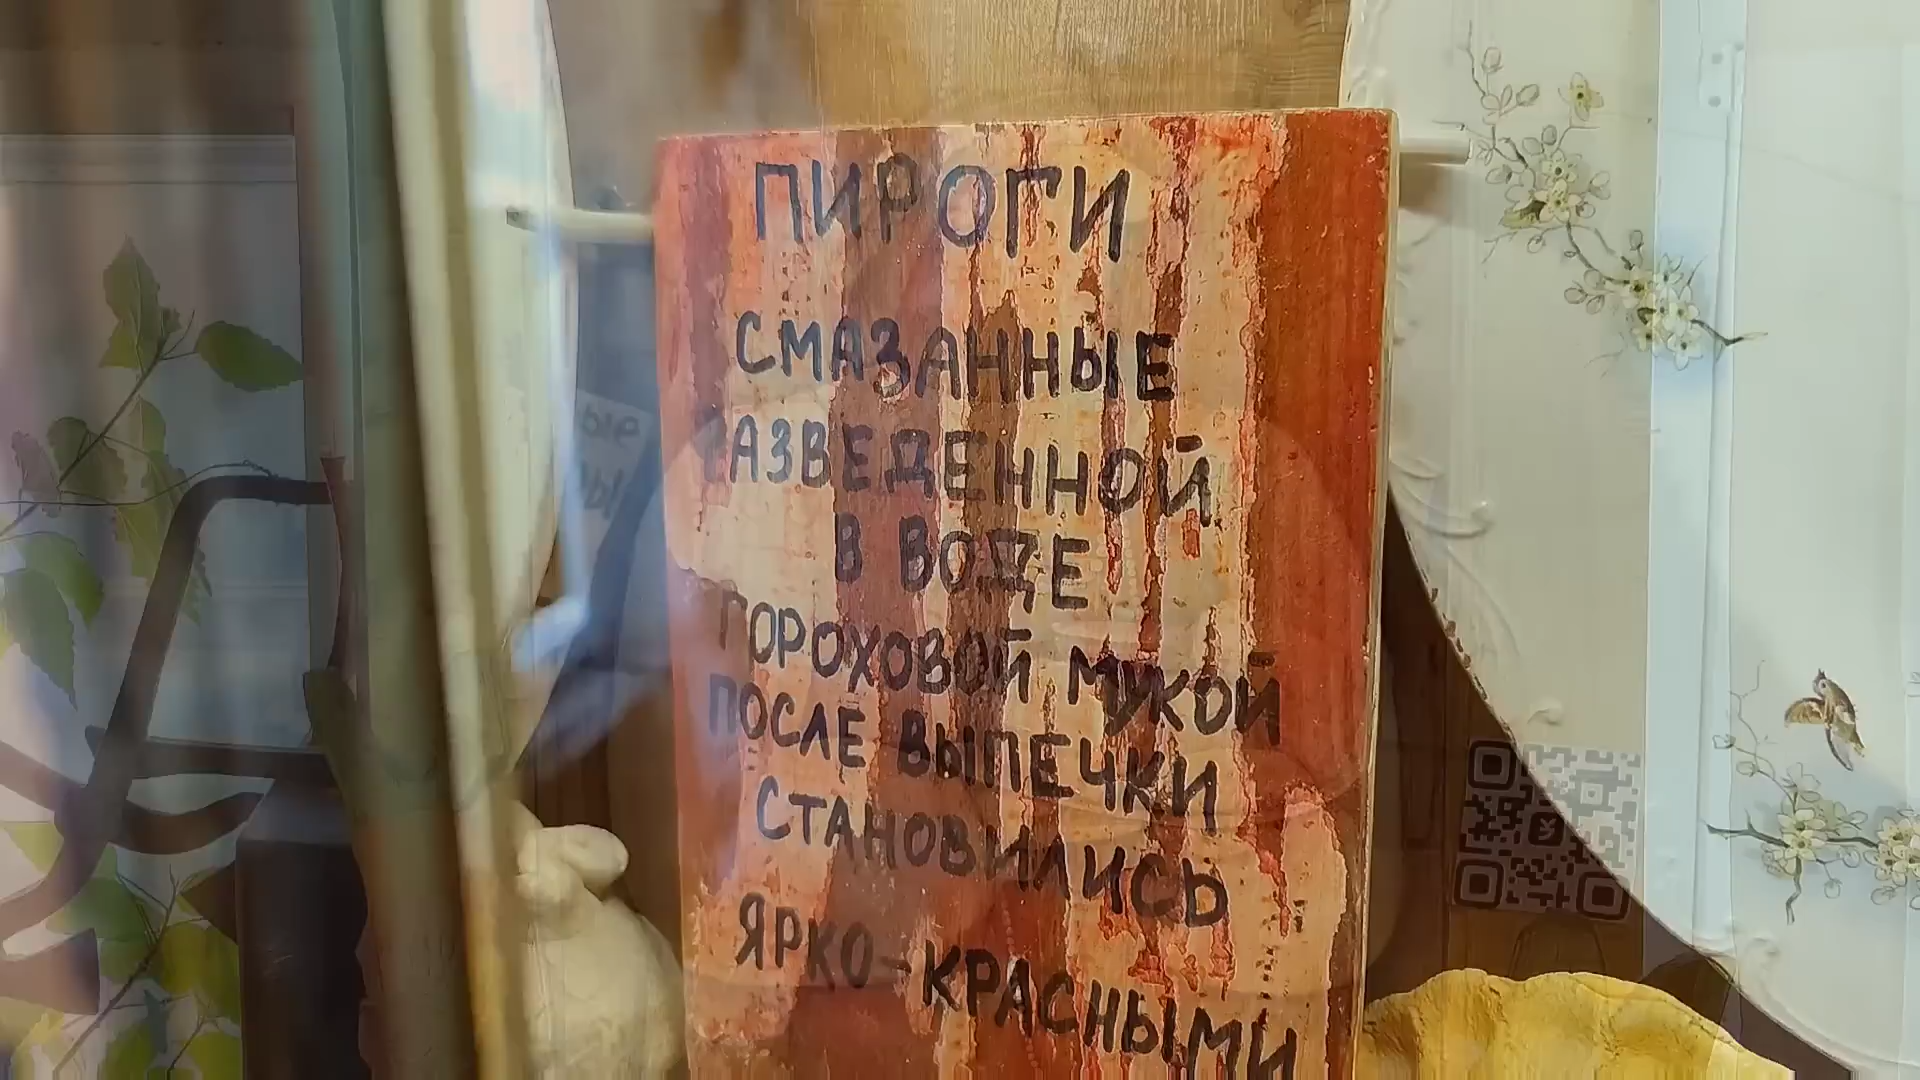 ПИРОГИ
СМАЗАННЫЕ
РАЗВЕДЕННОЙ
В ВОДЕ
ГОРОХОВОЙ МУКОЙ
ПОСЛЕ ВЫПЕЧКИ
СТАНОВИЛИСЬ
ЯРКО-КРАСНЫМИ